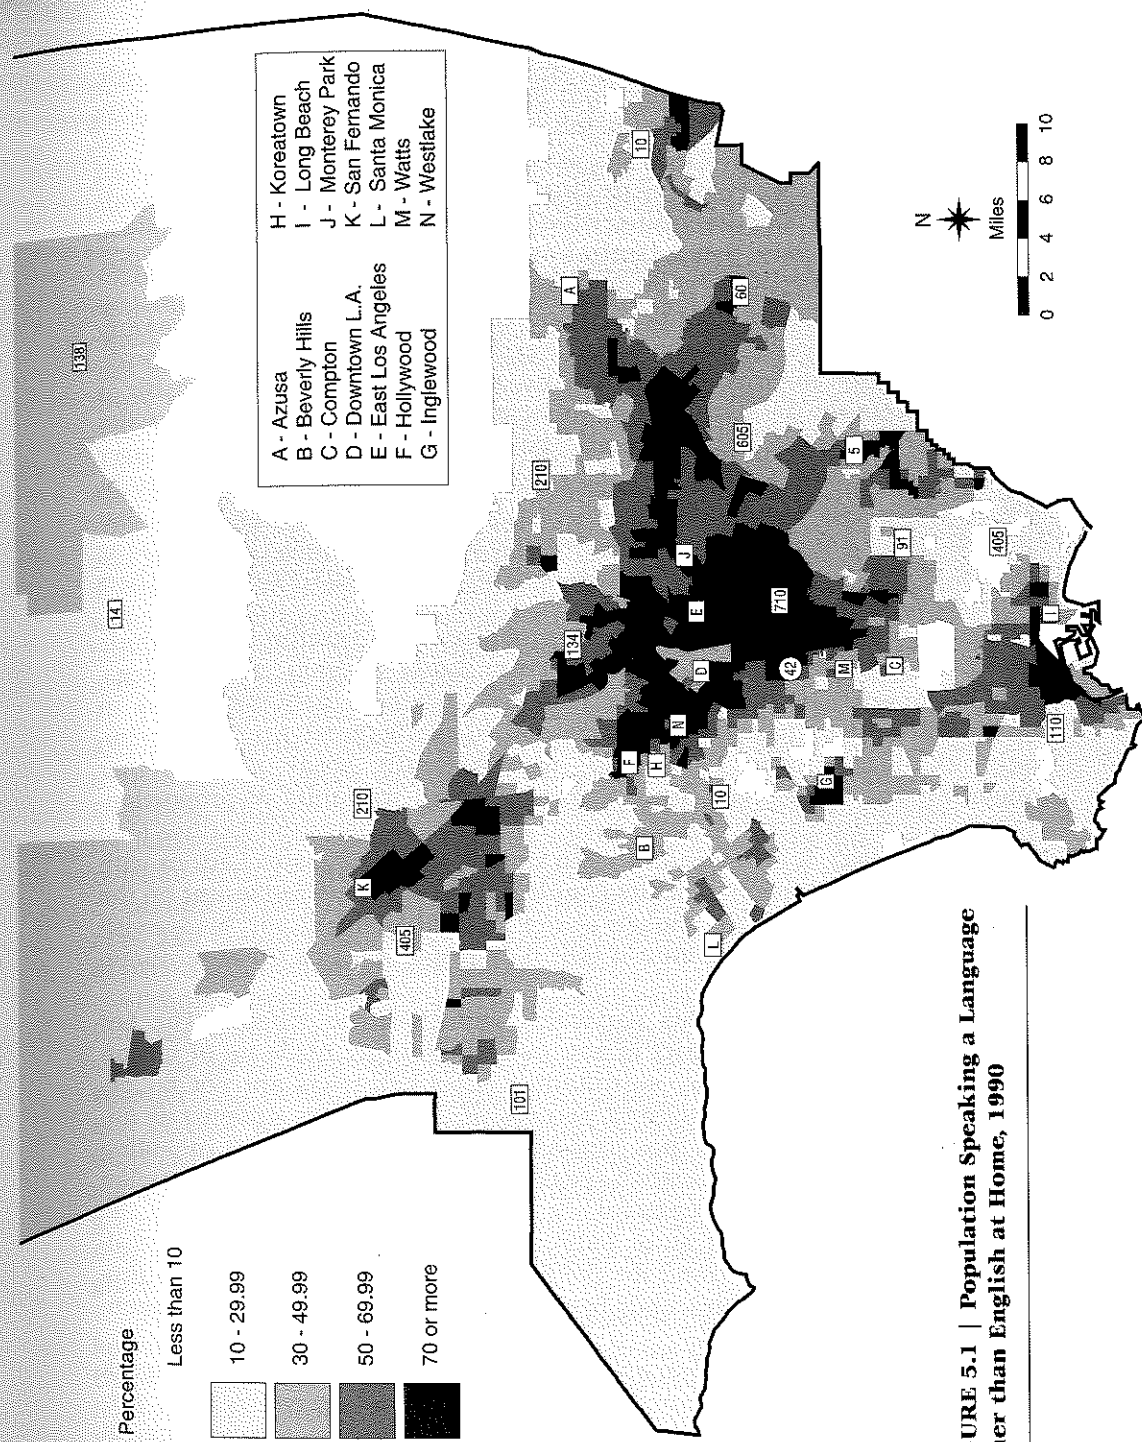 Percentage
Less than 10
10 - 29.99
30 - 49.99
50 - 69.99
70 or more
A - Azusa
B - Beverly Hills
C - Compton
D - Downtown L.A.
E - East Los Angeles
F - Hollywood
G - Inglewood
H - Koreatown
I - Long Beach
J - Monterey Park
K - San Fernando
L - Santa Monica
M - Watts
N - Westlake
138
14
210
210
10
A
134
K
405
101
J
E
D
N
F
H
B
L
10
60
605
710
42
M
C
G
5
91
405
I
110
N
Miles
0 2 4 6 8 10
URE 5.1 | Population Speaking a Language
her than English at Home, 1990